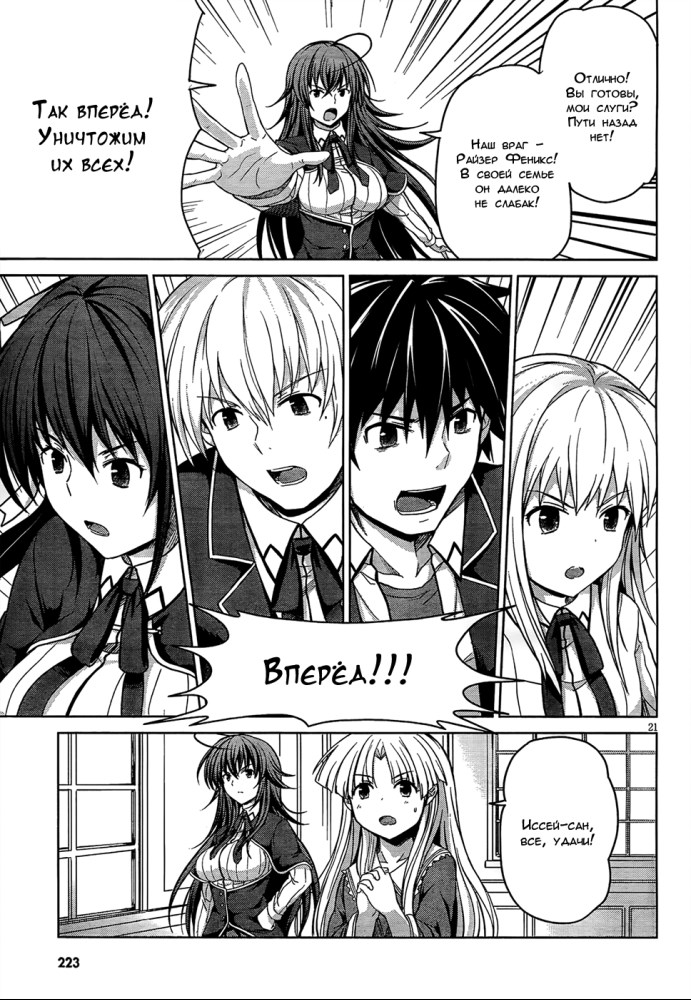 Отлично!
Вы готовы,
мои слуги?
Пути назад
нет!
Наш враг -
Райзер Феникс!
В своей семье
он далеко
не слабак!
Так вперёд!
Уничтожим
их всех!
Вперёд!!!
21
Иссей-сан,
все, удачи!
223